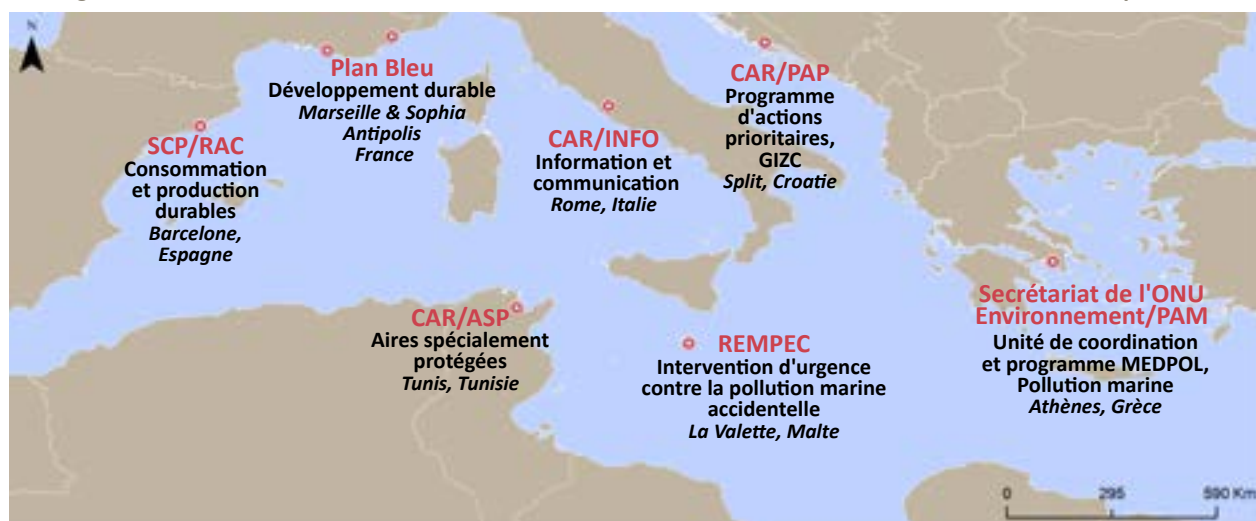 N
Plan Bleu
Développement durable
Marseille & Sophia
Antipolis
France
SCP/RAC
Consommation
et production
durables
Barcelone,
Espagne
CAR/INFO
Information et
communication
Rome, Italie
CAR/PAP
Programme
d'actions
prioritaires,
GIZC
Split, Croatie
CAR/ASP
Aires spécialement
protégées
Tunis, Tunisie
REMPEC
Intervention d'urgence
contre la pollution marine
accidentelle
La Valette, Malte
Secrétariat de l'ONU
Environnement/PAM
Unité de coordination
et programme MEDPOL,
Pollution marine
Athènes, Grèce
0 295 590 Km